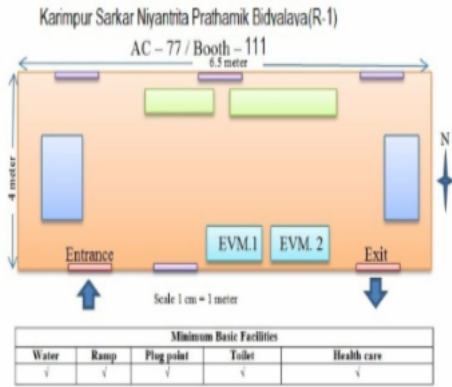 Karimpur Sarkar Niyantrita Prathamik Bidvalaya(R-1)
AC – 77 / Booth – 111
6.5 meter
4 meter
N
EVM.1 EVM. 2
Entrance Exit
Scale 1 cm = 1 meter
Minimum Basic Facilities
Water Ramp Plug point Toilet Health care
√ √ √ √ √